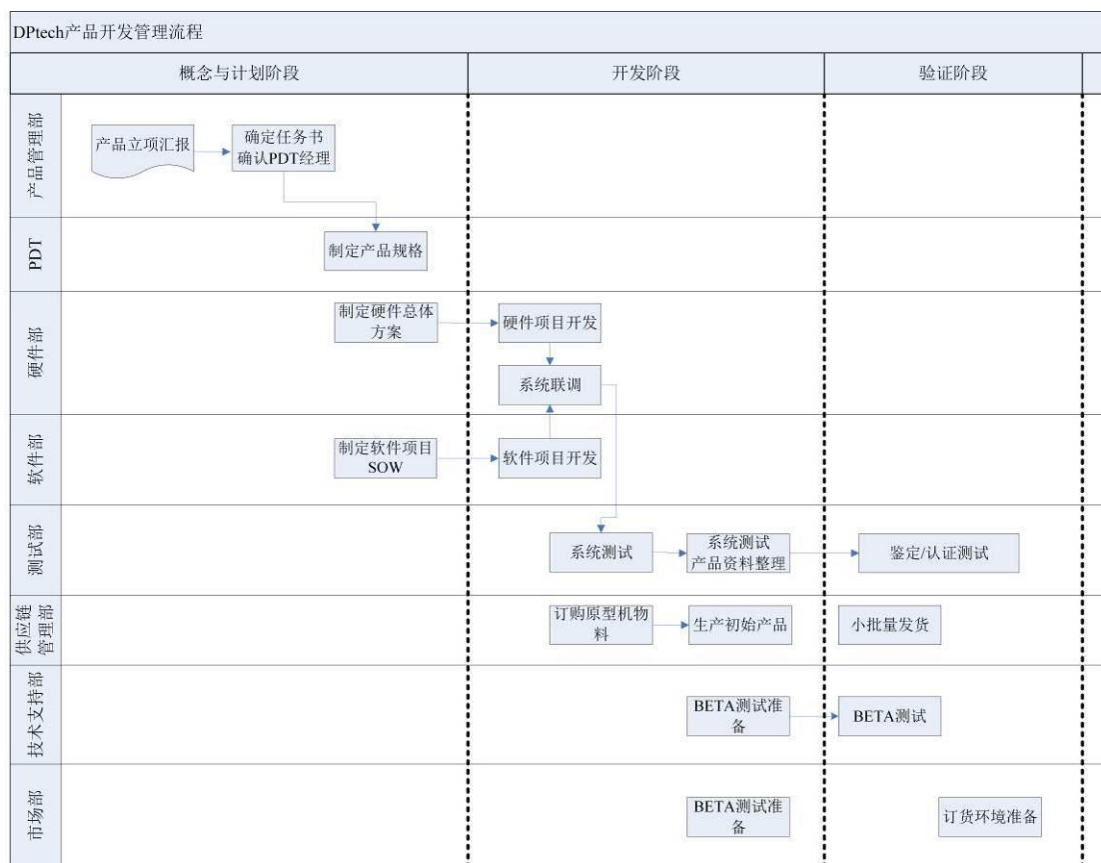 DPtech产品开发管理流程
概念与计划阶段
开发阶段
验证阶段
产品管理部
产品立项汇报
确定任务书
确认PDT经理
PDT
制定产品规格
硬件部
制定硬件总体
方案
硬件项目开发
系统联调
软件部
制定软件项目
SOW
软件项目开发
测试部
系统测试
系统测试
产品资料整理
鉴定/认证测试
供应链
管理部
订购原型机物
料
生产初始产品
小批量发货
技术支持部
BETA测试准
备
BETA测试
市场部
BETA测试准
备
订货环境准备